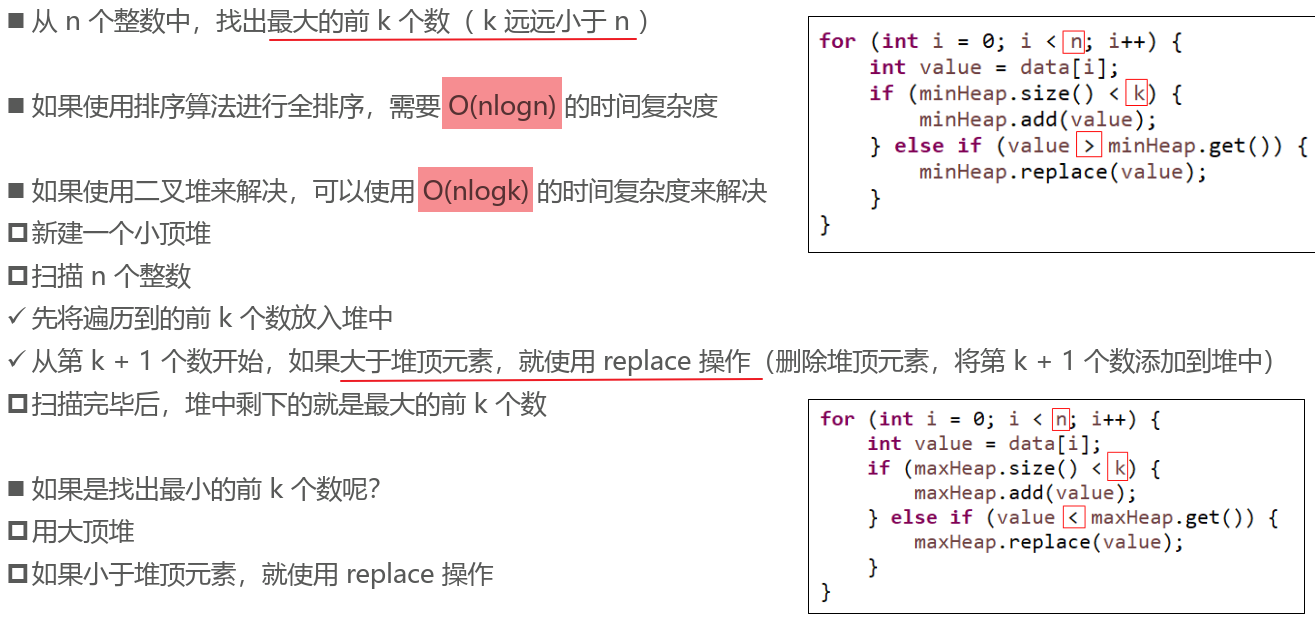 ■ 从 n 个整数中，找出最大的前 k 个数（ k 远远小于 n ）
■ 如果使用排序算法进行全排序，需要 O(nlogn) 的时间复杂度
■ 如果使用二叉堆来解决，可以使用 O(nlogk) 的时间复杂度来解决
□ 新建一个小顶堆
□ 扫描 n 个整数
✓ 先将遍历到的前 k 个数放入堆中
✓ 从第 k + 1 个数开始，如果大于堆顶元素，就使用 replace 操作（删除堆顶元素，将第 k + 1 个数添加到堆中）
□ 扫描完毕后，堆中剩下的就是最大的前 k 个数
■ 如果是找出最小的前 k 个数呢？
□ 用大顶堆
□ 如果小于堆顶元素，就使用 replace 操作
for (int i = 0; i < n; i++) {
    int value = data[i];
    if (minHeap.size() < k) {
        minHeap.add(value);
    } else if (value > minHeap.get()) {
        minHeap.replace(value);
    }
}
for (int i = 0; i < n; i++) {
    int value = data[i];
    if (maxHeap.size() < k) {
        maxHeap.add(value);
    } else if (value < maxHeap.get()) {
        maxHeap.replace(value);
    }
}